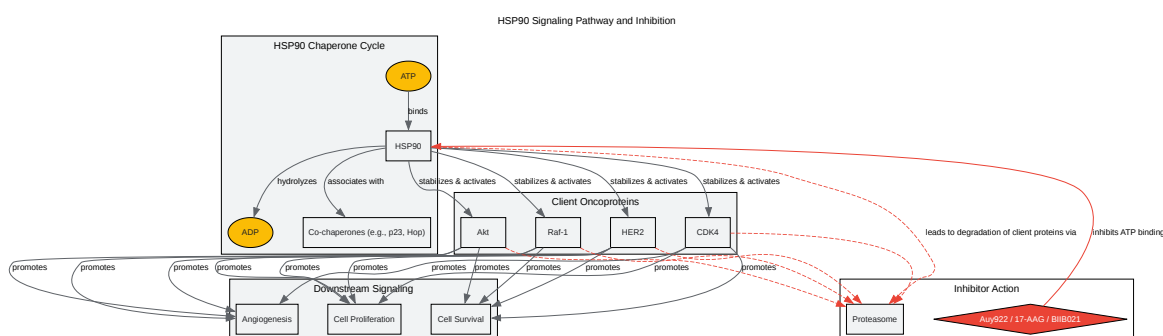 HSP90 Signaling Pathway and Inhibition
HSP90 Chaperone Cycle
ATP
binds
HSP90
hydrolyzes
associates with
stabilizes & activates
stabilizes & activates
stabilizes & activates
stabilizes & activates
Client Oncoproteins
ADP
Co-chaperones (e.g., p23, Hop)
Akt
Raf-1
HER2
CDK4
leads to degradation of client proteins via
inhibits ATP binding
promotes
promotes
promotes
promotes
promotes
promotes
promotes
promotes
promotes
promotes
Downstream Signaling
Inhibitor Action
Angiogenesis
Cell Proliferation
Cell Survival
Proteasome
Auy922 / 17-AAG / BIIB021